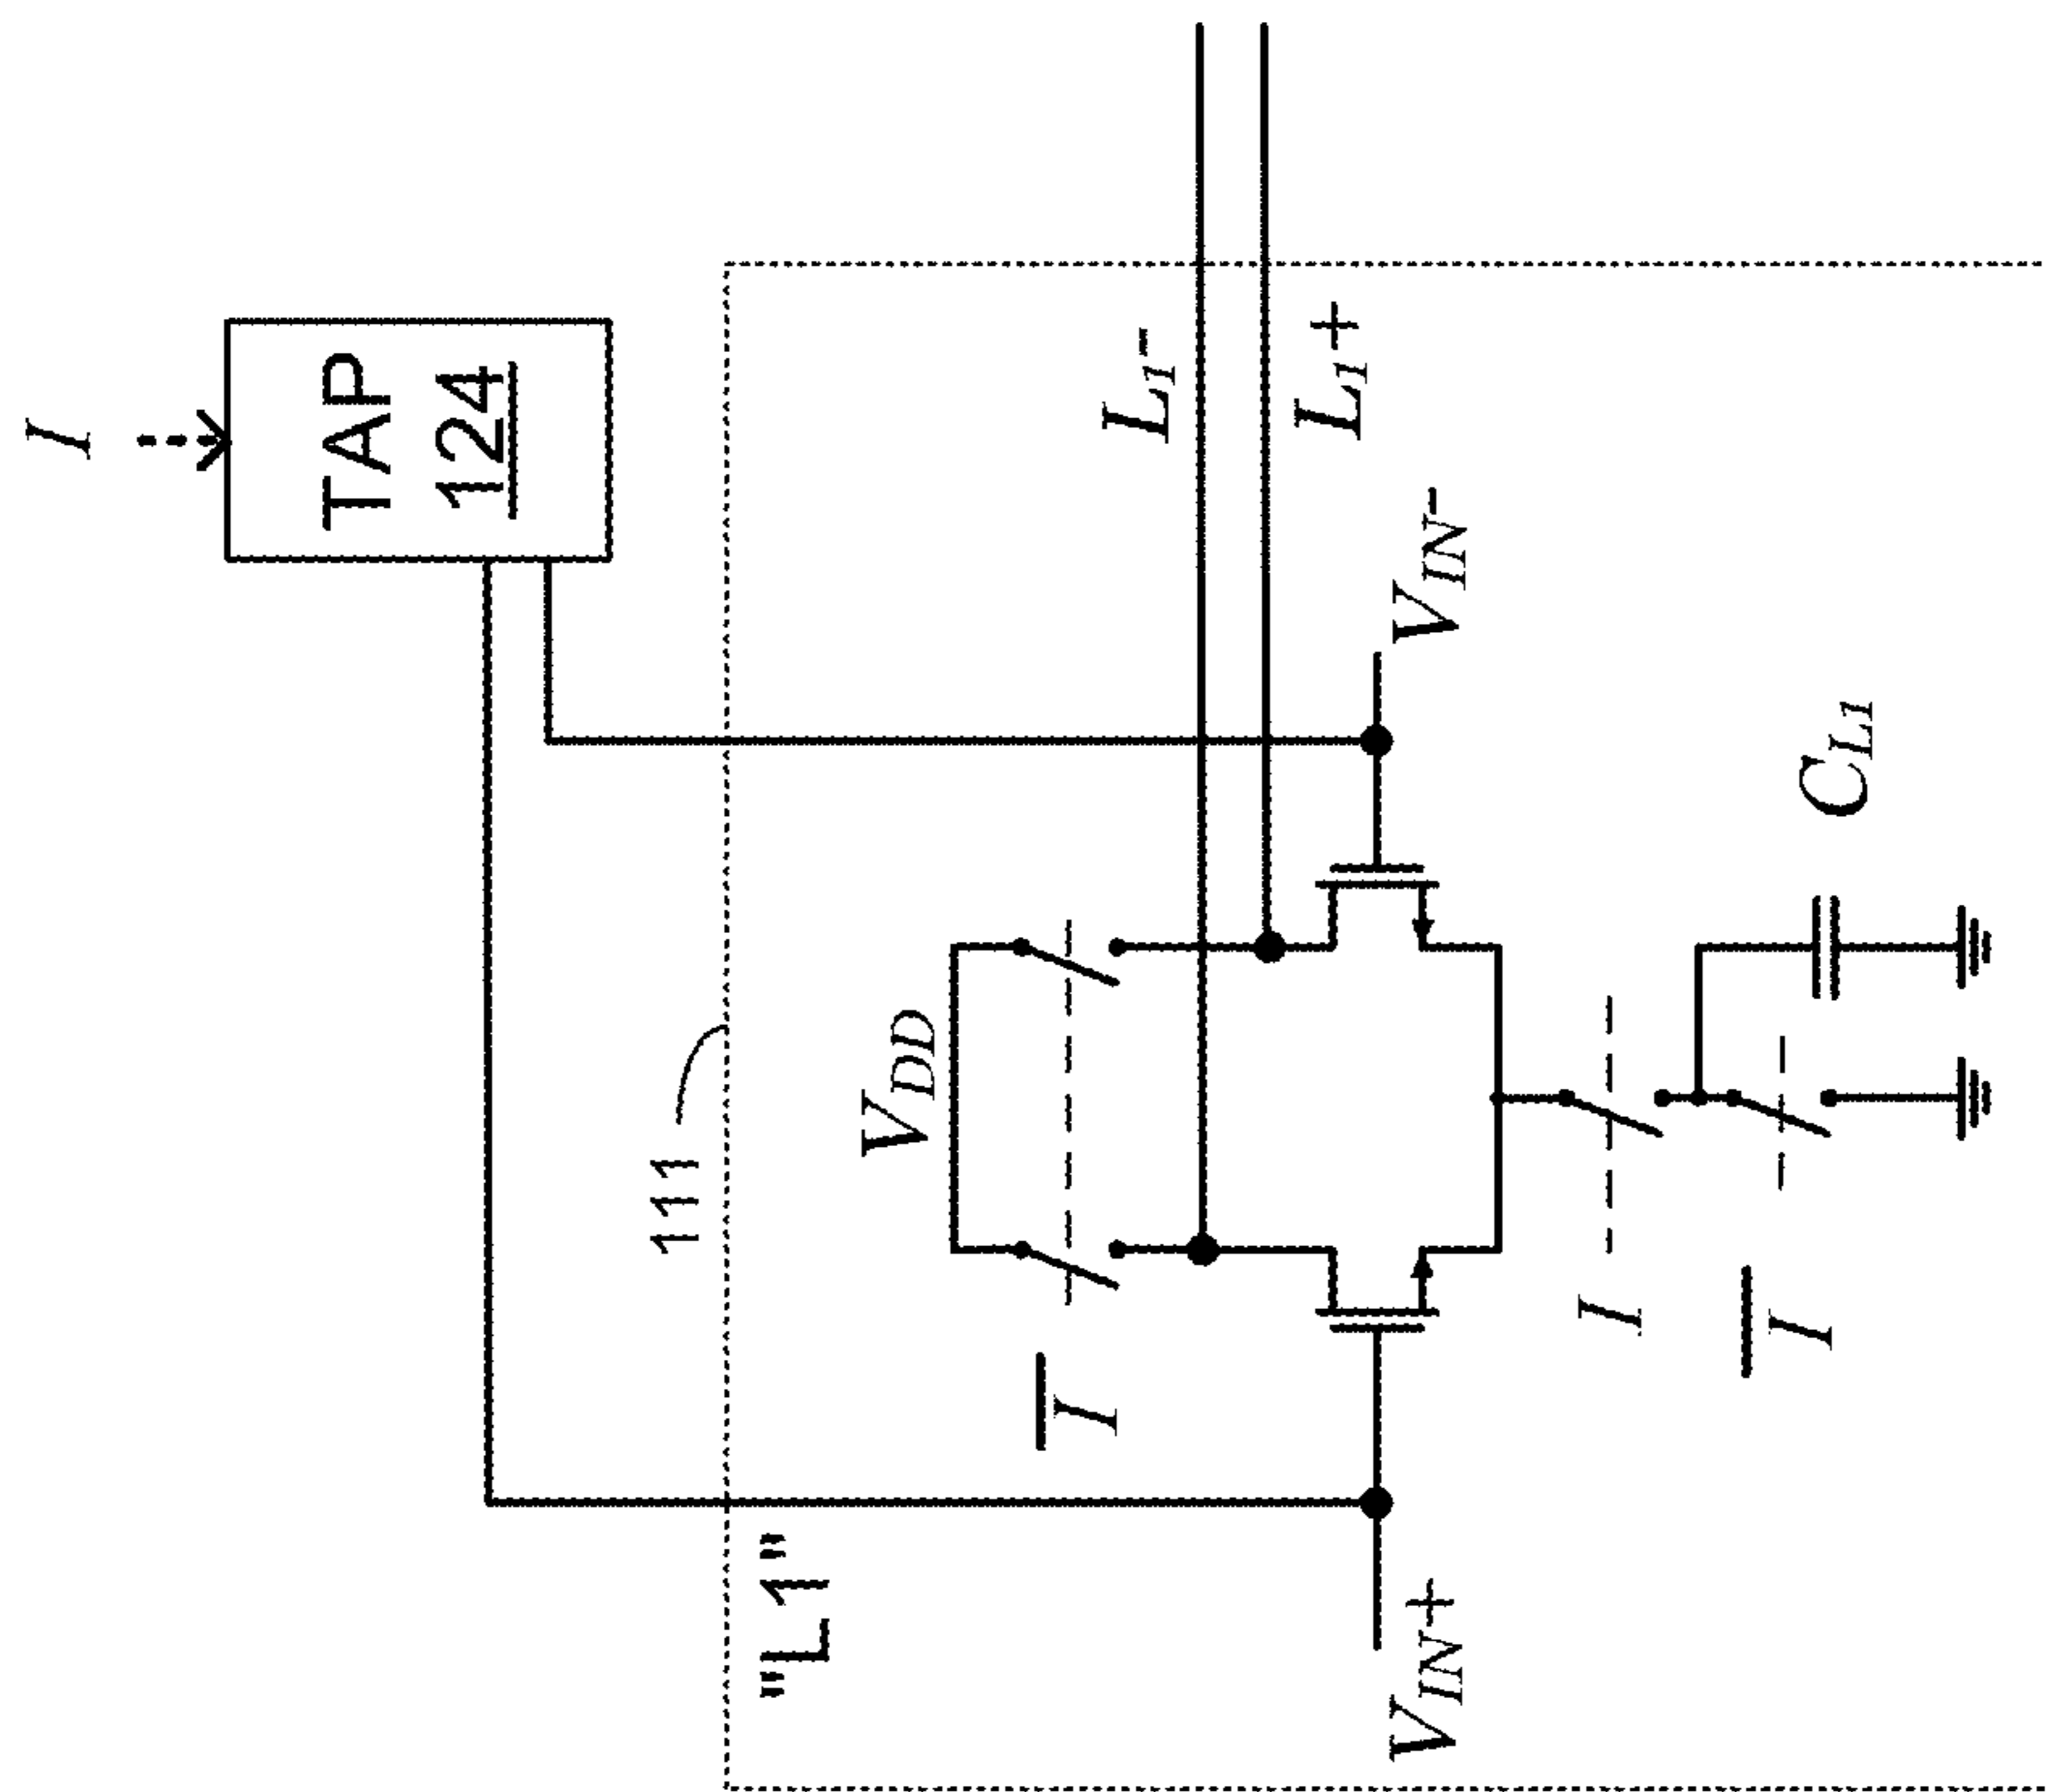 I
TAP
124
L1-
L1+
VIN-
CL1
111
VDD
I
I
I
"L1"
VIN+